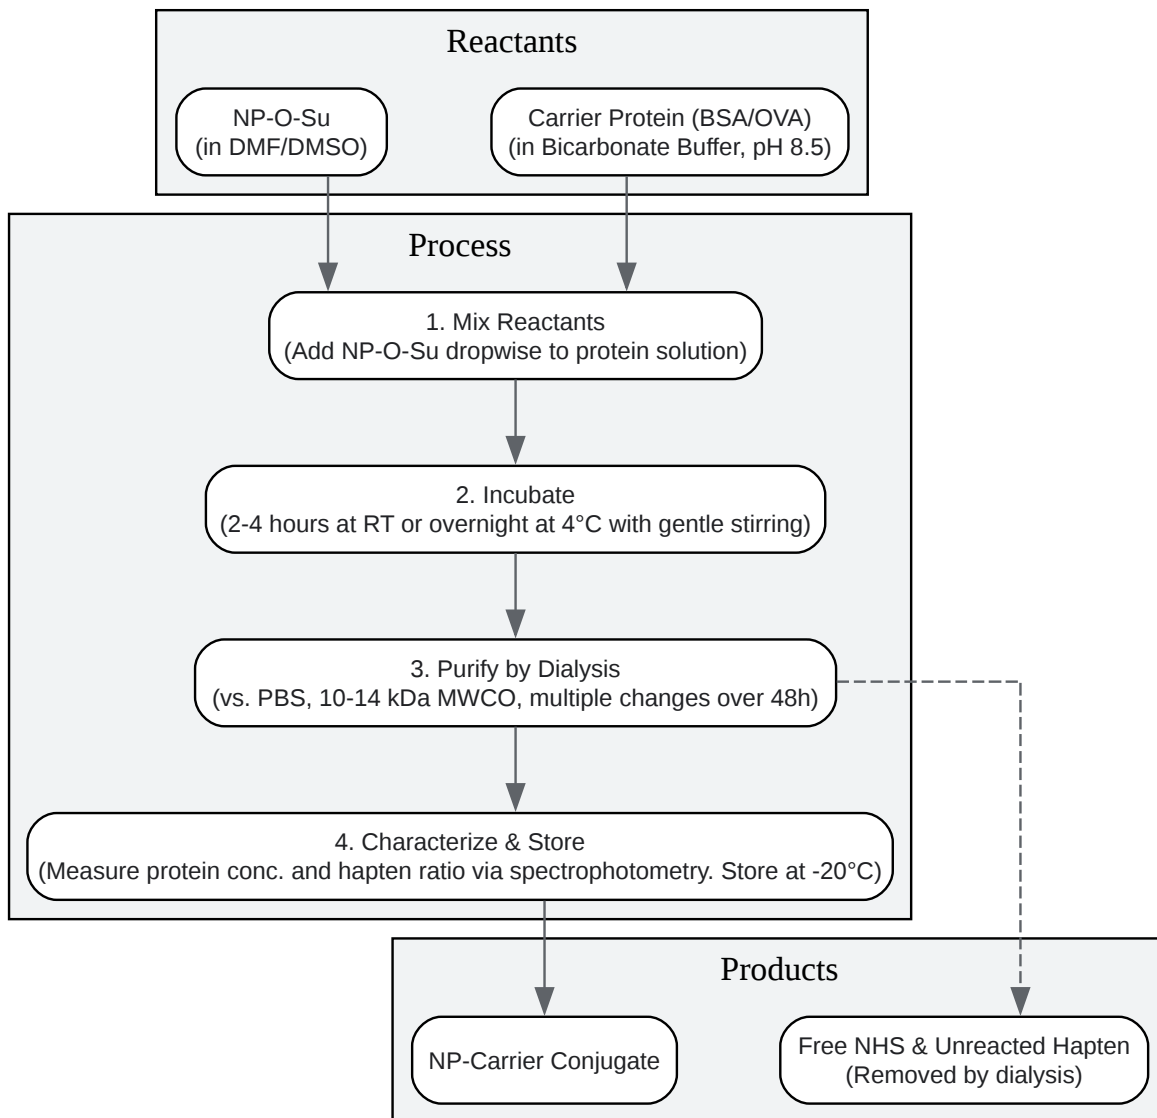 Reactants
NP-O-Su
(in DMF/DMSO)
Carrier Protein (BSA/OVA)
(in Bicarbonate Buffer, pH 8.5)
Process
1. Mix Reactants
(Add NP-O-Su dropwise to protein solution)
2. Incubate
(2-4 hours at RT or overnight at 4°C with gentle stirring)
3. Purify by Dialysis
(vs. PBS, 10-14 kDa MWCO, multiple changes over 48h)
4. Characterize & Store
(Measure protein conc. and hapten ratio via spectrophotometry. Store at -20°C)
Products
NP-Carrier Conjugate
Free NHS & Unreacted Hapten
(Removed by dialysis)